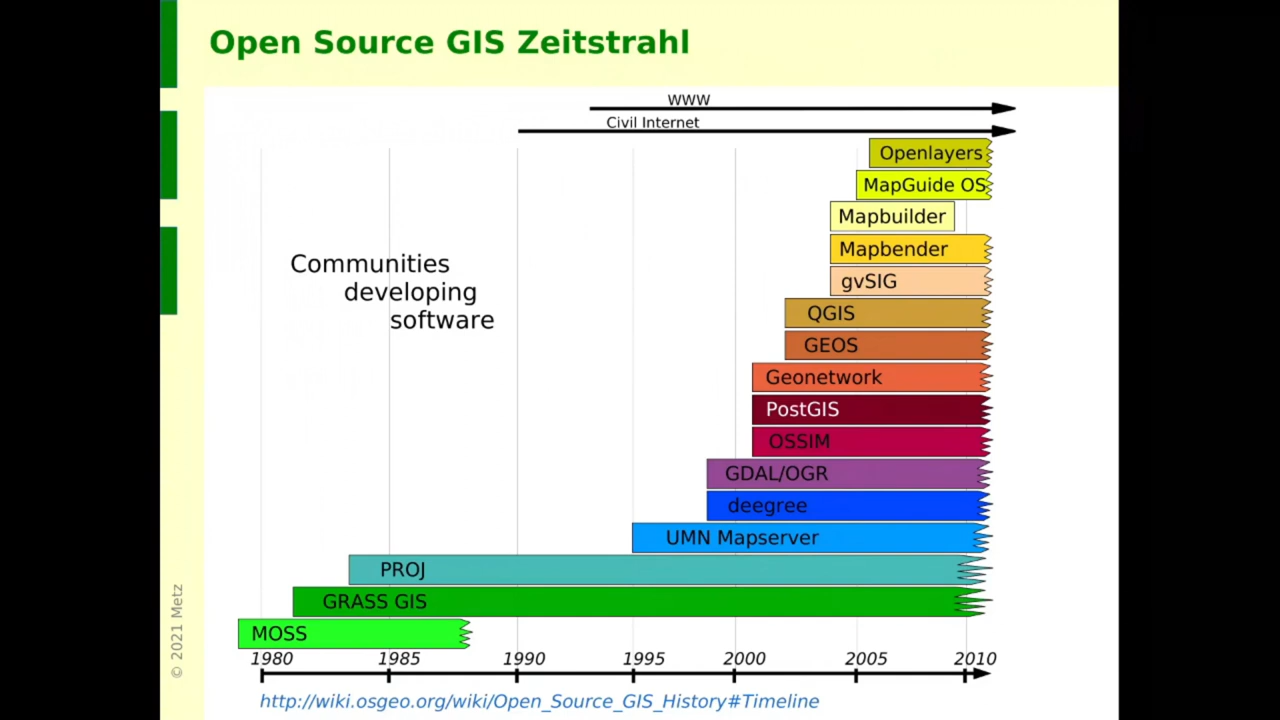 Open Source GIS Zeitstrahl
WWW
Civil Internet
Openlayers
MapGuide OS
Mapbuilder
Mapbender
gvSIG
QGIS
GEOS
Geonetwork
PostGIS
OSSIM
GDAL/OGR
deegree
UMN Mapserver
PROJ
GRASS GIS
MOSS
Communities
developing
software
1980 1985 1990 1995 2000 2005 2010
http://wiki.osgeo.org/wiki/Open_Source_GIS_History#Timeline
© 2021 Metz